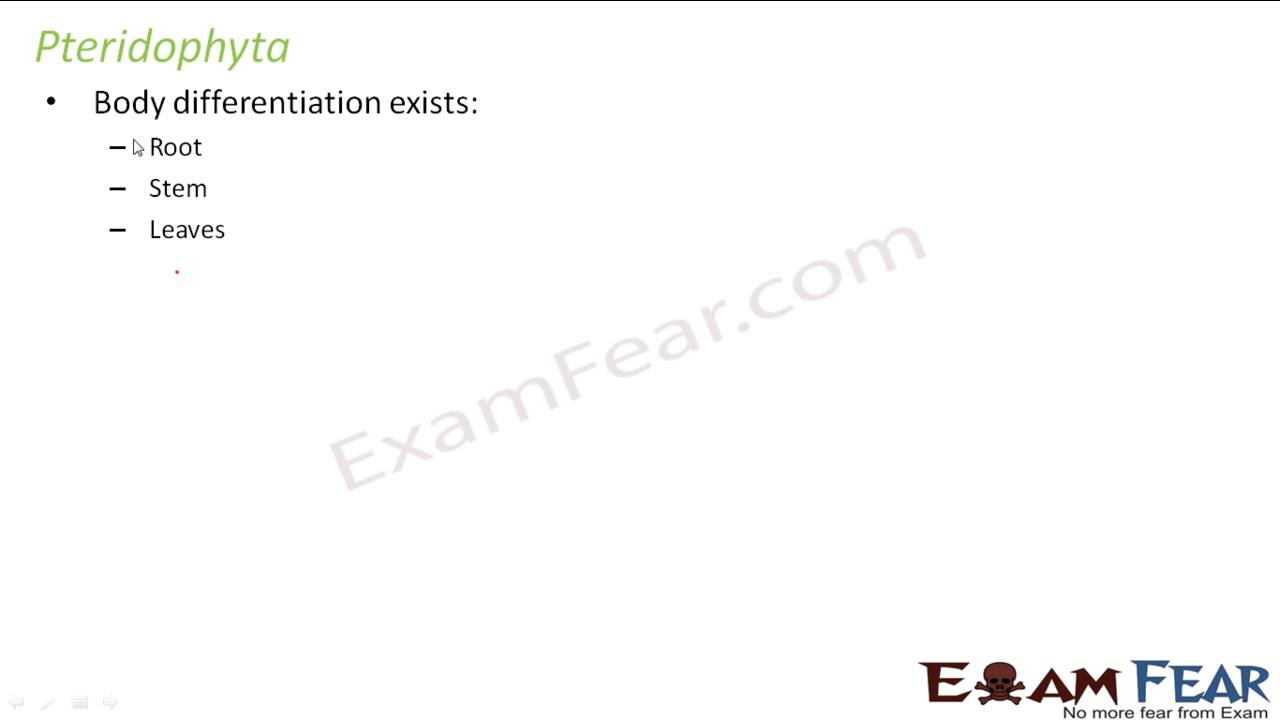 Pteridophyta
• Body differentiation exists:
– Root
– Stem
– Leaves
ExamFear.com
EXAM FEAR
No more fear from Exam